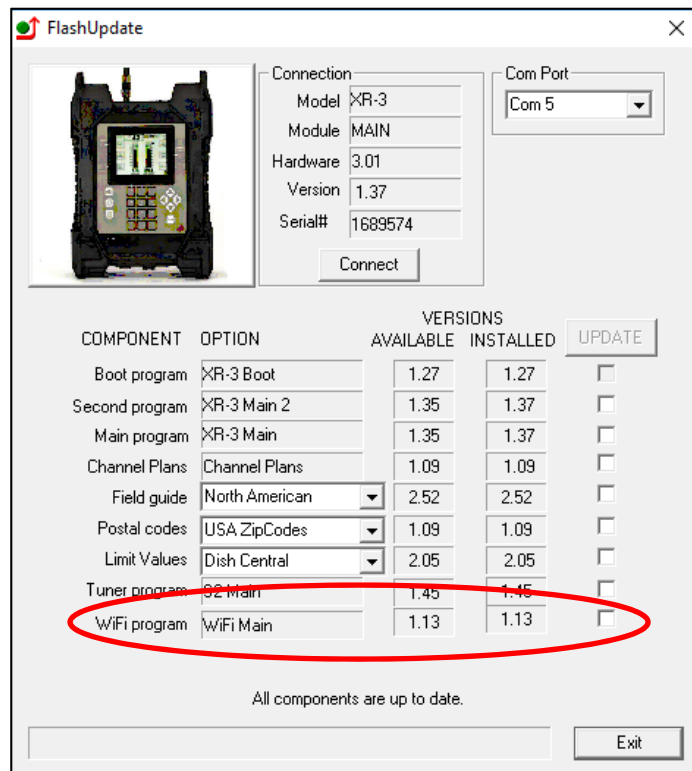 FlashUpdate
Connection
Model XR-3
Module MAIN
Hardware 3.01
Version 1.37
Serial# 1689574
Connect
Com Port
Com 5
VERSIONS
COMPONENT OPTION AVAILABLE INSTALLED UPDATE
Boot program XR-3 Boot 1.27 1.27
Second program XR-3 Main 2 1.35 1.37
Main program XR-3 Main 1.35 1.37
Channel Plans Channel Plans 1.09 1.09
Field guide North American 2.52 2.52
Postal codes USA ZipCodes 1.09 1.09
Limit Values Dish Central 2.05 2.05
Tuner program S2 Main 1.45 1.45
WiFi program WiFi Main 1.13 1.13
All components are up to date.
Exit